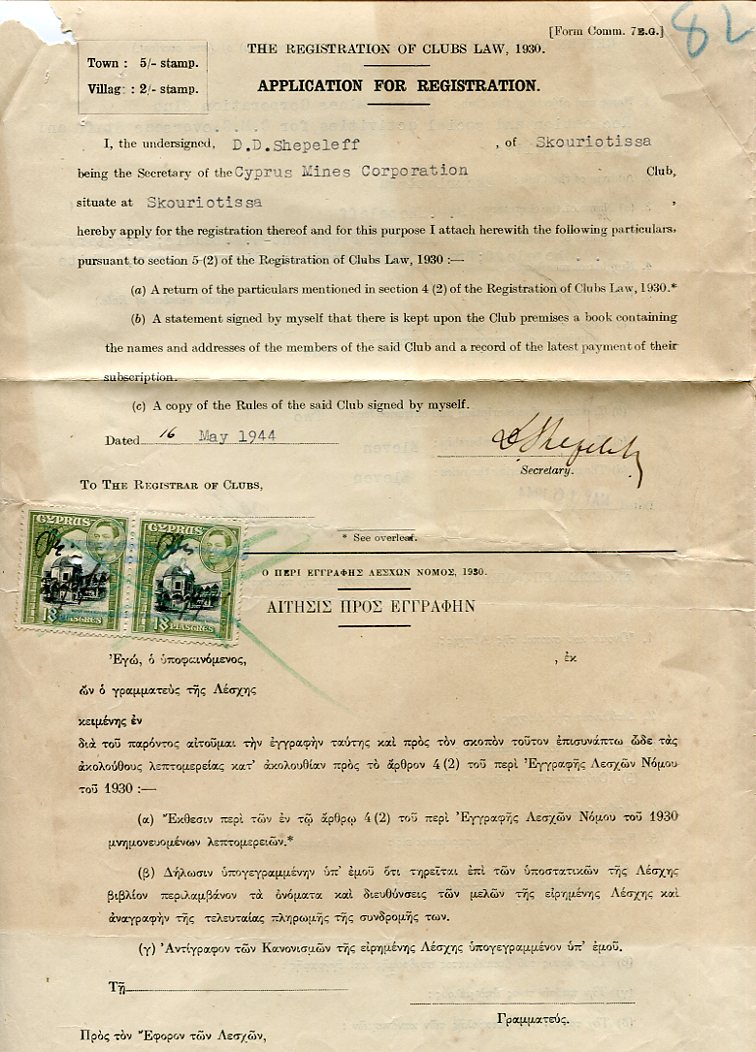 [Form Comm. 7E.G.]
82
THE REGISTRATION OF CLUBS LAW, 1930.
Town : 5/- stamp.
Villag : 2/- stamp.
APPLICATION FOR REGISTRATION.
I, the undersigned, D.D.Shepeleff , of Skouriotissa
being the Secretary of the Cyprus Mines Corporation Club,
situate at Skouriotissa ,
hereby apply for the registration thereof and for this purpose I attach herewith the following particulars,
pursuant to section 5 (2) of the Registration of Clubs Law, 1930 :—
(a) A return of the particulars mentioned in section 4 (2) of the Registration of Clubs Law, 1930.*
(b) A statement signed by myself that there is kept upon the Club premises a book containing
the names and addresses of the members of the said Club and a record of the latest payment of their
subscription.
(c) A copy of the Rules of the said Club signed by myself.
Dated 16 May 1944
D Shepeleff
Secretary.
TO THE REGISTRAR OF CLUBS,
* See overleaf.
CYPRUS CYPRUS
18 PIASTRES 18 PIASTRES
Ο ΠΕΡΙ ΕΓΓΡΑΦΗΣ ΛΕΣΧΩΝ ΝΟΜΟΣ, 1930.
ΑΙΤΗΣΙΣ ΠΡΟΣ ΕΓΓΡΑΦΗΝ
Ἐγώ, ὁ ὑποφαινόμενος, , ἐκ
ὢν ὁ γραμματεὺς τῆς Λέσχης
κειμένης ἐν
διὰ τοῦ παρόντος αἰτοῦμαι τὴν ἐγγραφὴν ταύτης καὶ πρὸς τὸν σκοπὸν τοῦτον ἐπισυνάπτω ὧδε τὰς
ἀκολούθους λεπτομερείας κατ' ἀκολουθίαν πρὸς τὸ ἄρθρον 4 (2) τοῦ περὶ Ἐγγραφῆς Λεσχῶν Νόμου
τοῦ 1930 :—
(α) Ἔκθεσιν περὶ τῶν ἐν τῷ ἄρθρῳ 4 (2) τοῦ περὶ Ἐγγραφῆς Λεσχῶν Νόμου τοῦ 1930
μνημονευομένων λεπτομερειῶν.*
(β) Δήλωσιν ὑπογεγραμμένην ὑπ' ἐμοῦ ὅτι τηρεῖται ἐπὶ τῶν ὑποστατικῶν τῆς Λέσχης
βιβλίον περιλαμβάνον τὰ ὀνόματα καὶ διευθύνσεις τῶν μελῶν τῆς εἰρημένης Λέσχης καὶ
ἀναγραφὴν τῆς τελευταίας πληρωμῆς τῆς συνδρομῆς των.
(γ) Ἀντίγραφον τῶν Κανονισμῶν τῆς εἰρημένης Λέσχης ὑπογεγραμμένον ὑπ' ἐμοῦ.
Τῇ
Γραμματεύς.
Πρὸς τὸν Ἔφορον τῶν Λεσχῶν,